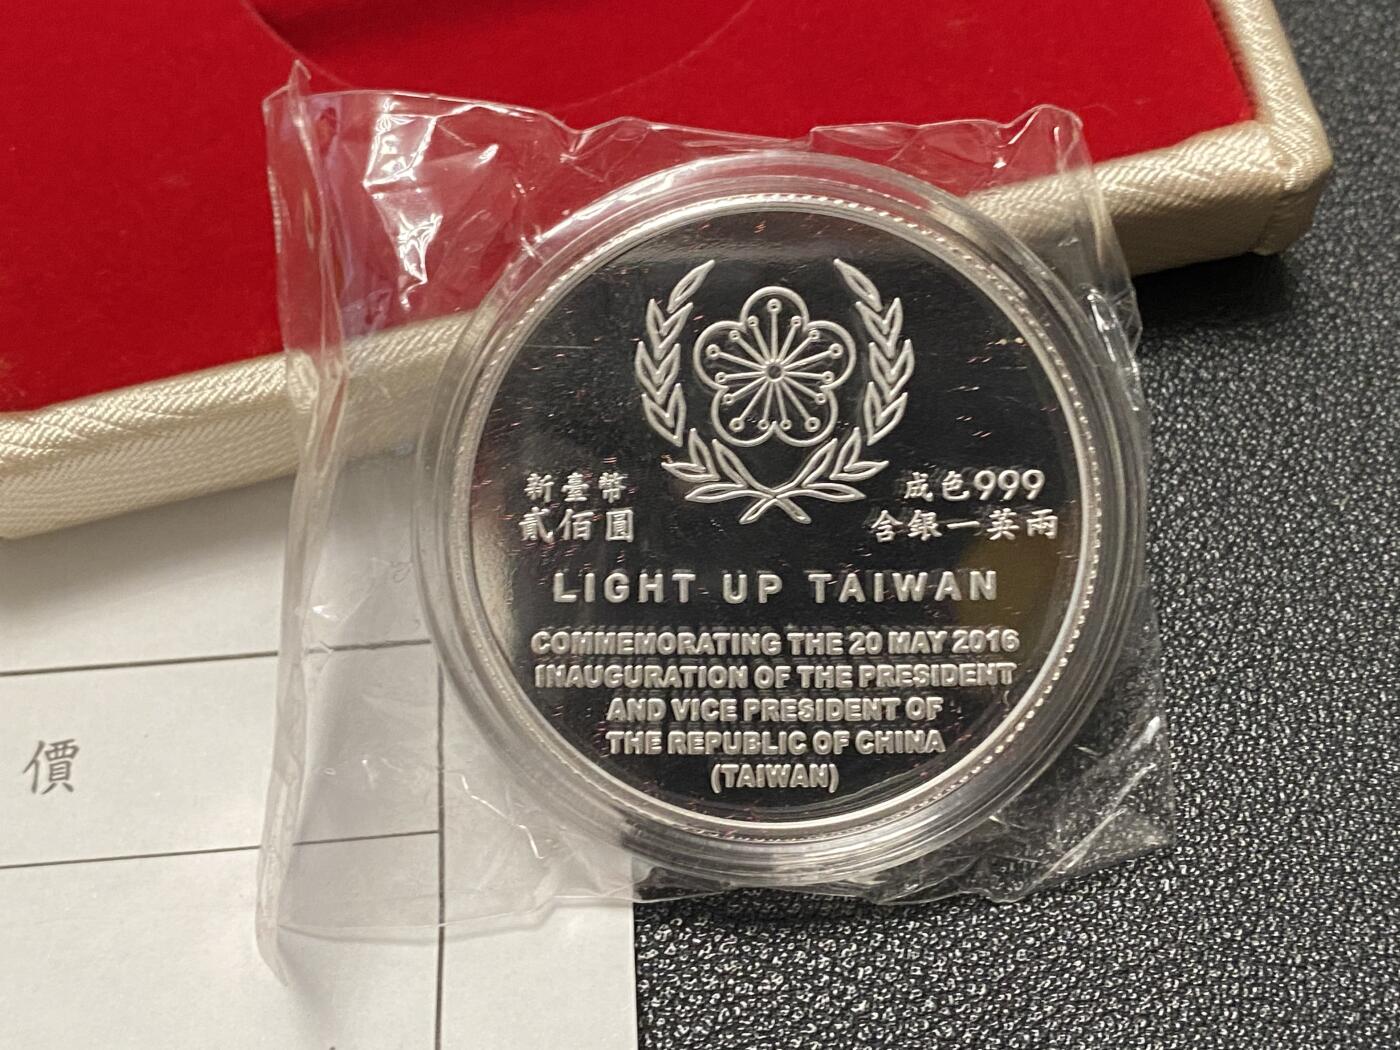 新臺幣
貳佰圓
成色999
含銀一英兩
LIGHT UP TAIWAN
COMMEMORATING THE 20 MAY 2016
INAUGURATION OF THE PRESIDENT
AND VICE PRESIDENT OF
THE REPUBLIC OF CHINA
(TAIWAN)
價